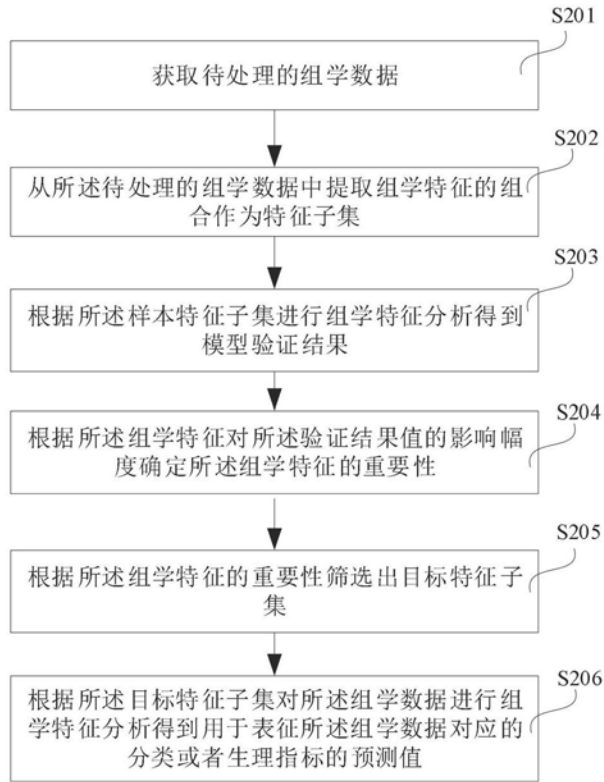 S201
获取待处理的组学数据
S202
从所述待处理的组学数据中提取组学特征的组
合作为特征子集
S203
根据所述样本特征子集进行组学特征分析得到
模型验证结果
S204
根据所述组学特征对所述验证结果值的影响幅
度确定所述组学特征的重要性
S205
根据所述组学特征的重要性筛选出目标特征子
集
S206
根据所述目标特征子集对所述组学数据进行组
学特征分析得到用于表征所述组学数据对应的
分类或者生理指标的预测值